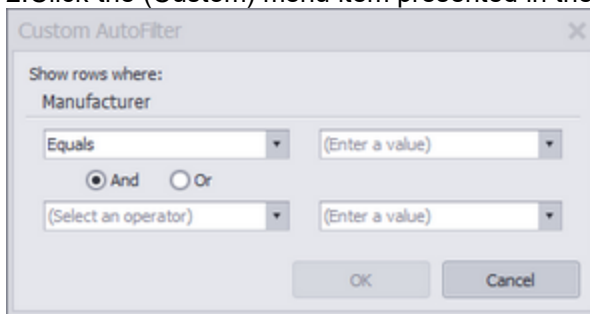 2.Click the (Custom) menu item presented in the
Custom AutoFilter
Show rows where:
Manufacturer
Equals (Enter a value)
And Or
(Select an operator) (Enter a value)
OK Cancel